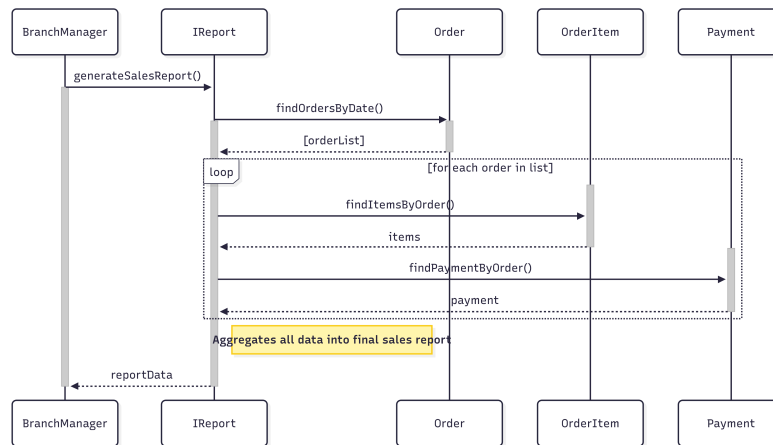 BranchManager
IReport
Order
OrderItem
Payment
generateSalesReport()
findOrdersByDate()
[orderList]
loop
[for each order in list]
findItemsByOrder()
items
findPaymentByOrder()
payment
Aggregates all data into final sales report
reportData
BranchManager
IReport
Order
OrderItem
Payment